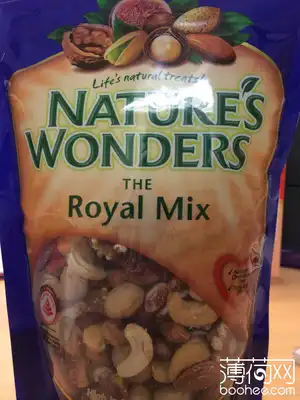 Life's natural treats!
NATURE'S
WONDERS
THE
Royal Mix
薄荷网
boohee.com